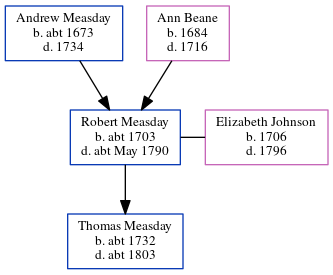 Andrew Measday
b. abt 1673
d. 1734
Ann Beane
b. 1684
d. 1716
Robert Measday
b. abt 1703
d. abt May 1790
Elizabeth Johnson
b. 1706
d. 1796
Thomas Measday
b. abt 1732
d. abt 1803